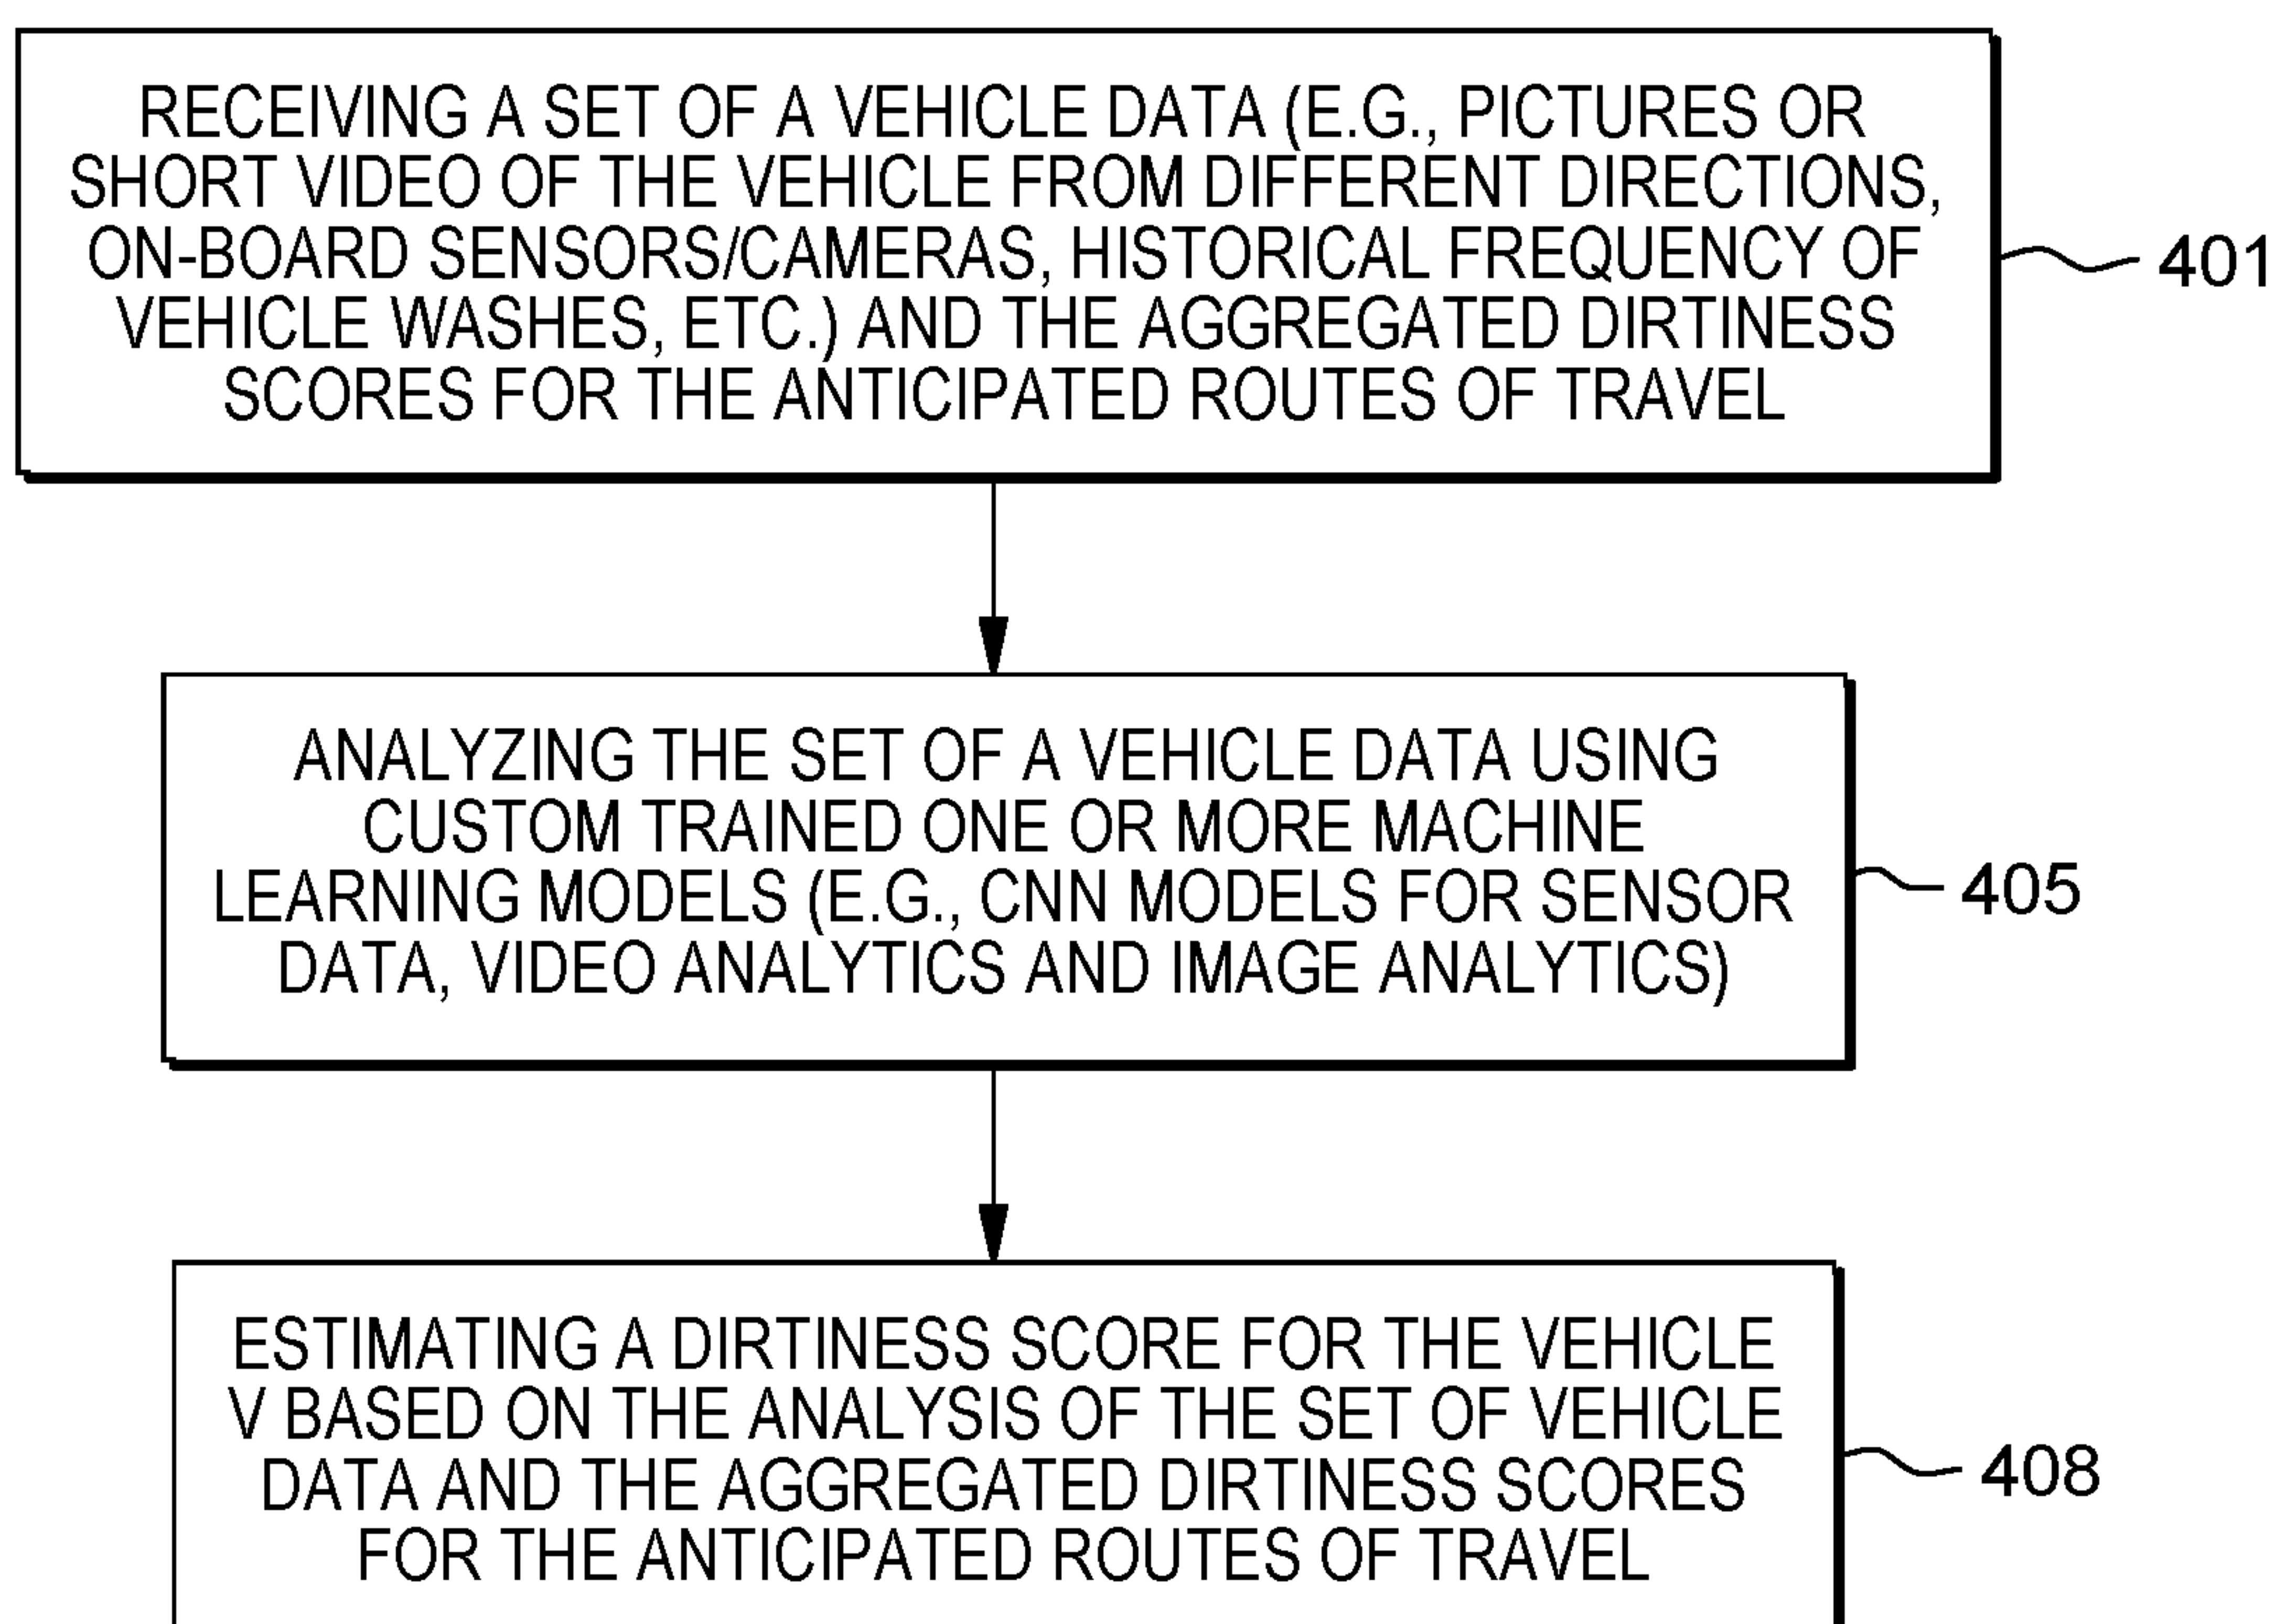 RECEIVING A SET OF A VEHICLE DATA (E.G., PICTURES OR
SHORT VIDEO OF THE VEHICLE FROM DIFFERENT DIRECTIONS,
ON-BOARD SENSORS/CAMERAS, HISTORICAL FREQUENCY OF
VEHICLE WASHES, ETC.) AND THE AGGREGATED DIRTINESS
SCORES FOR THE ANTICIPATED ROUTES OF TRAVEL
401
ANALYZING THE SET OF A VEHICLE DATA USING
CUSTOM TRAINED ONE OR MORE MACHINE
LEARNING MODELS (E.G., CNN MODELS FOR SENSOR
DATA, VIDEO ANALYTICS AND IMAGE ANALYTICS)
405
ESTIMATING A DIRTINESS SCORE FOR THE VEHICLE
V BASED ON THE ANALYSIS OF THE SET OF VEHICLE
DATA AND THE AGGREGATED DIRTINESS SCORES
FOR THE ANTICIPATED ROUTES OF TRAVEL
408